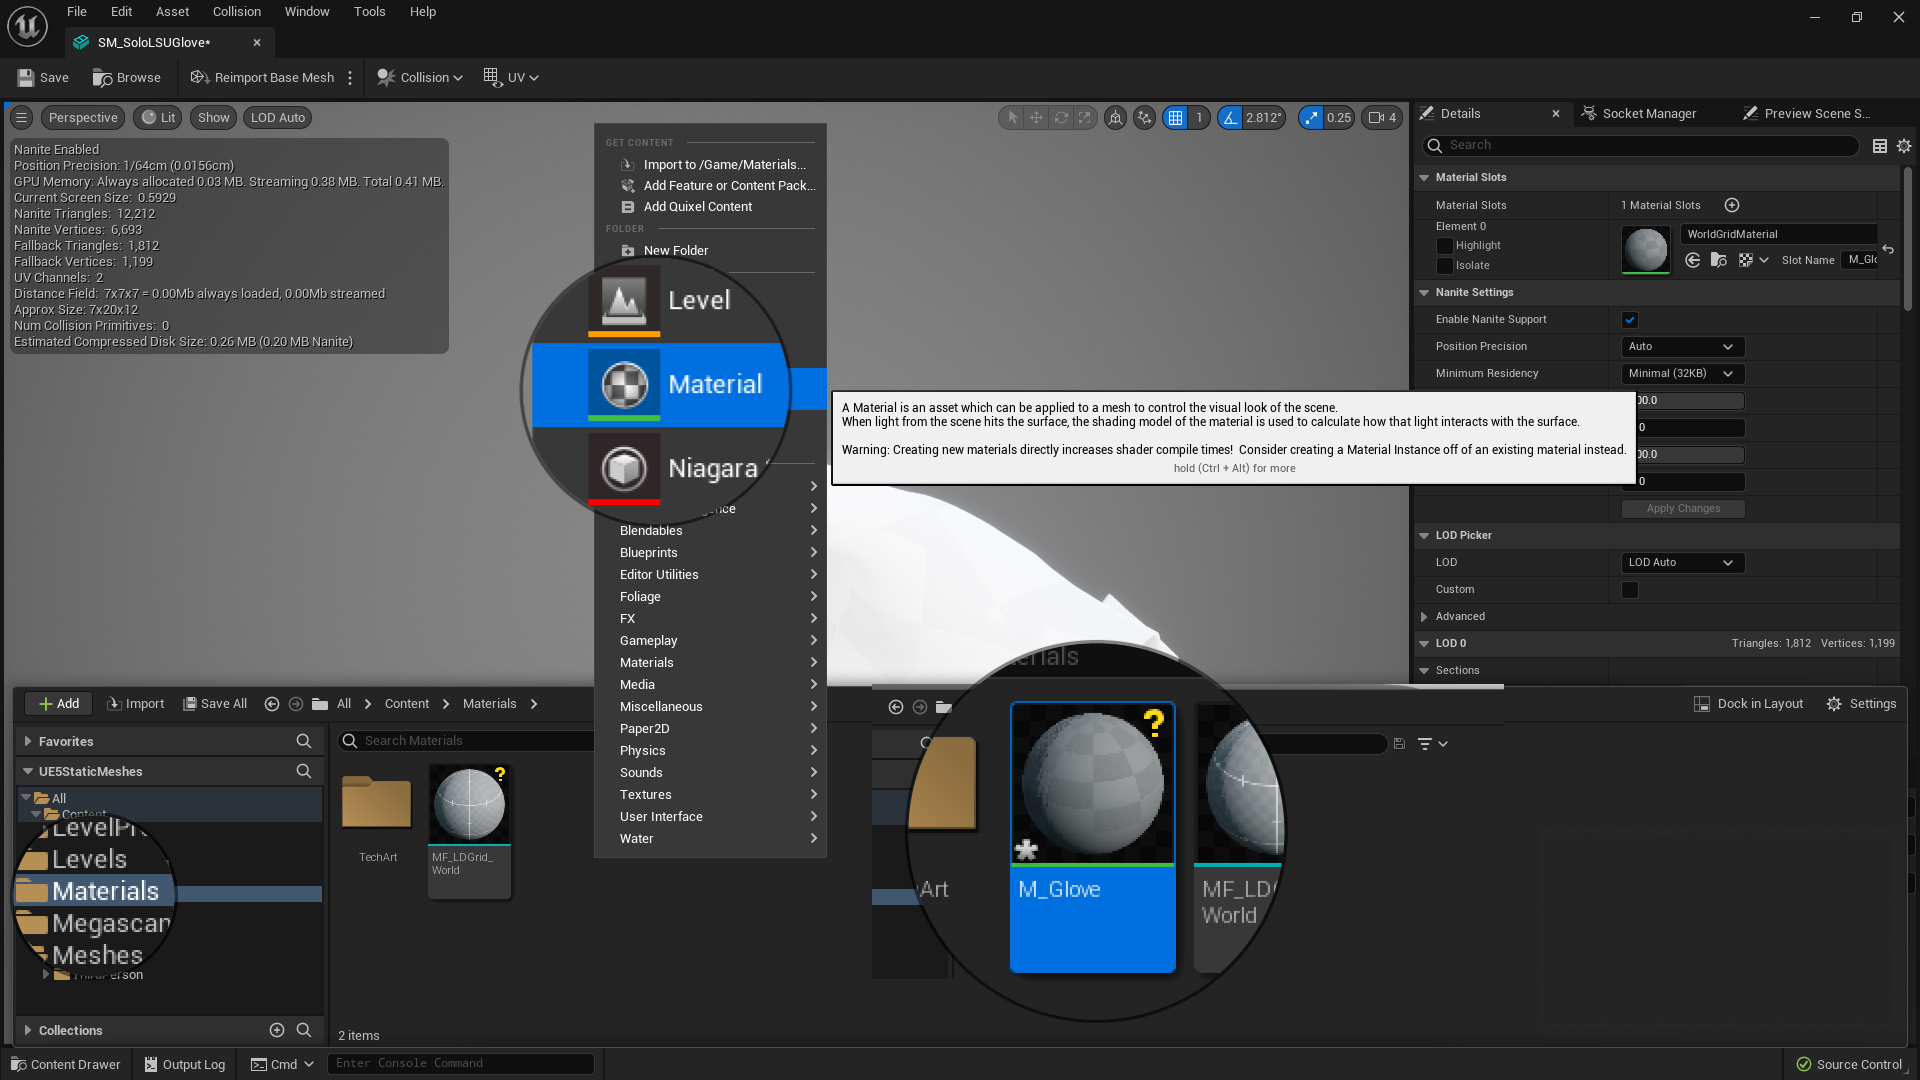 File Edit Asset Collision Window Tools Help
SM_SoloLSUGlove*
Save Browse Reimport Base Mesh Collision UV
Perspective Lit Show LOD Auto
1 2.812° 0.25 4
Nanite Enabled
Position Precision: 1/64cm (0.0156cm)
GPU Memory: Always allocated 0.03 MB. Streaming 0.38 MB. Total 0.41 MB.
Current Screen Size: 0.5929
Nanite Triangles: 12,212
Nanite Vertices: 6,693
Fallback Triangles: 1,812
Fallback Vertices: 1,199
UV Channels: 2
Distance Field: 7x7x7 = 0.00Mb always loaded, 0.00Mb streamed
Approx Size: 7x20x12
Num Collision Primitives: 0
Estimated Compressed Disk Size: 0.26 MB (0.20 MB Nanite)
GET CONTENT
Import to /Game/Materials...
Add Feature or Content Pack...
Add Quixel Content
FOLDER
New Folder
Level
Material
Niagara
Blendables
Blueprints
Editor Utilities
Foliage
FX
Gameplay
Materials
Media
Miscellaneous
Paper2D
Physics
Sounds
Textures
User Interface
Water
A Material is an asset which can be applied to a mesh to control the visual look of the scene.
When light from the scene hits the surface, the shading model of the material is used to calculate how that light interacts with the surface.
Warning: Creating new materials directly increases shader compile times! Consider creating a Material Instance off of an existing material instead.
hold (Ctrl + Alt) for more
Details Socket Manager Preview Scene S...
Search
Material Slots
Material Slots 1 Material Slots
Element 0
Highlight
Isolate
WorldGridMaterial
Slot Name M_Glo
Nanite Settings
Enable Nanite Support
Position Precision Auto
Minimum Residency Minimal (32KB)
00.0
0
00.0
0
Apply Changes
LOD Picker
LOD LOD Auto
Custom
Advanced
LOD 0 Triangles: 1,812 Vertices: 1,199
Sections
Add Import Save All All Content Materials
Dock in Layout Settings
Favorites
UE5StaticMeshes
All
Content
Levels
Materials
Megascan
Meshes
Collections
Search Materials
TechArt
MF_LDGrid_
World
2 items
Art
M_Glove
MF_LD
World
Content Drawer Output Log Cmd Enter Console Command Source Control